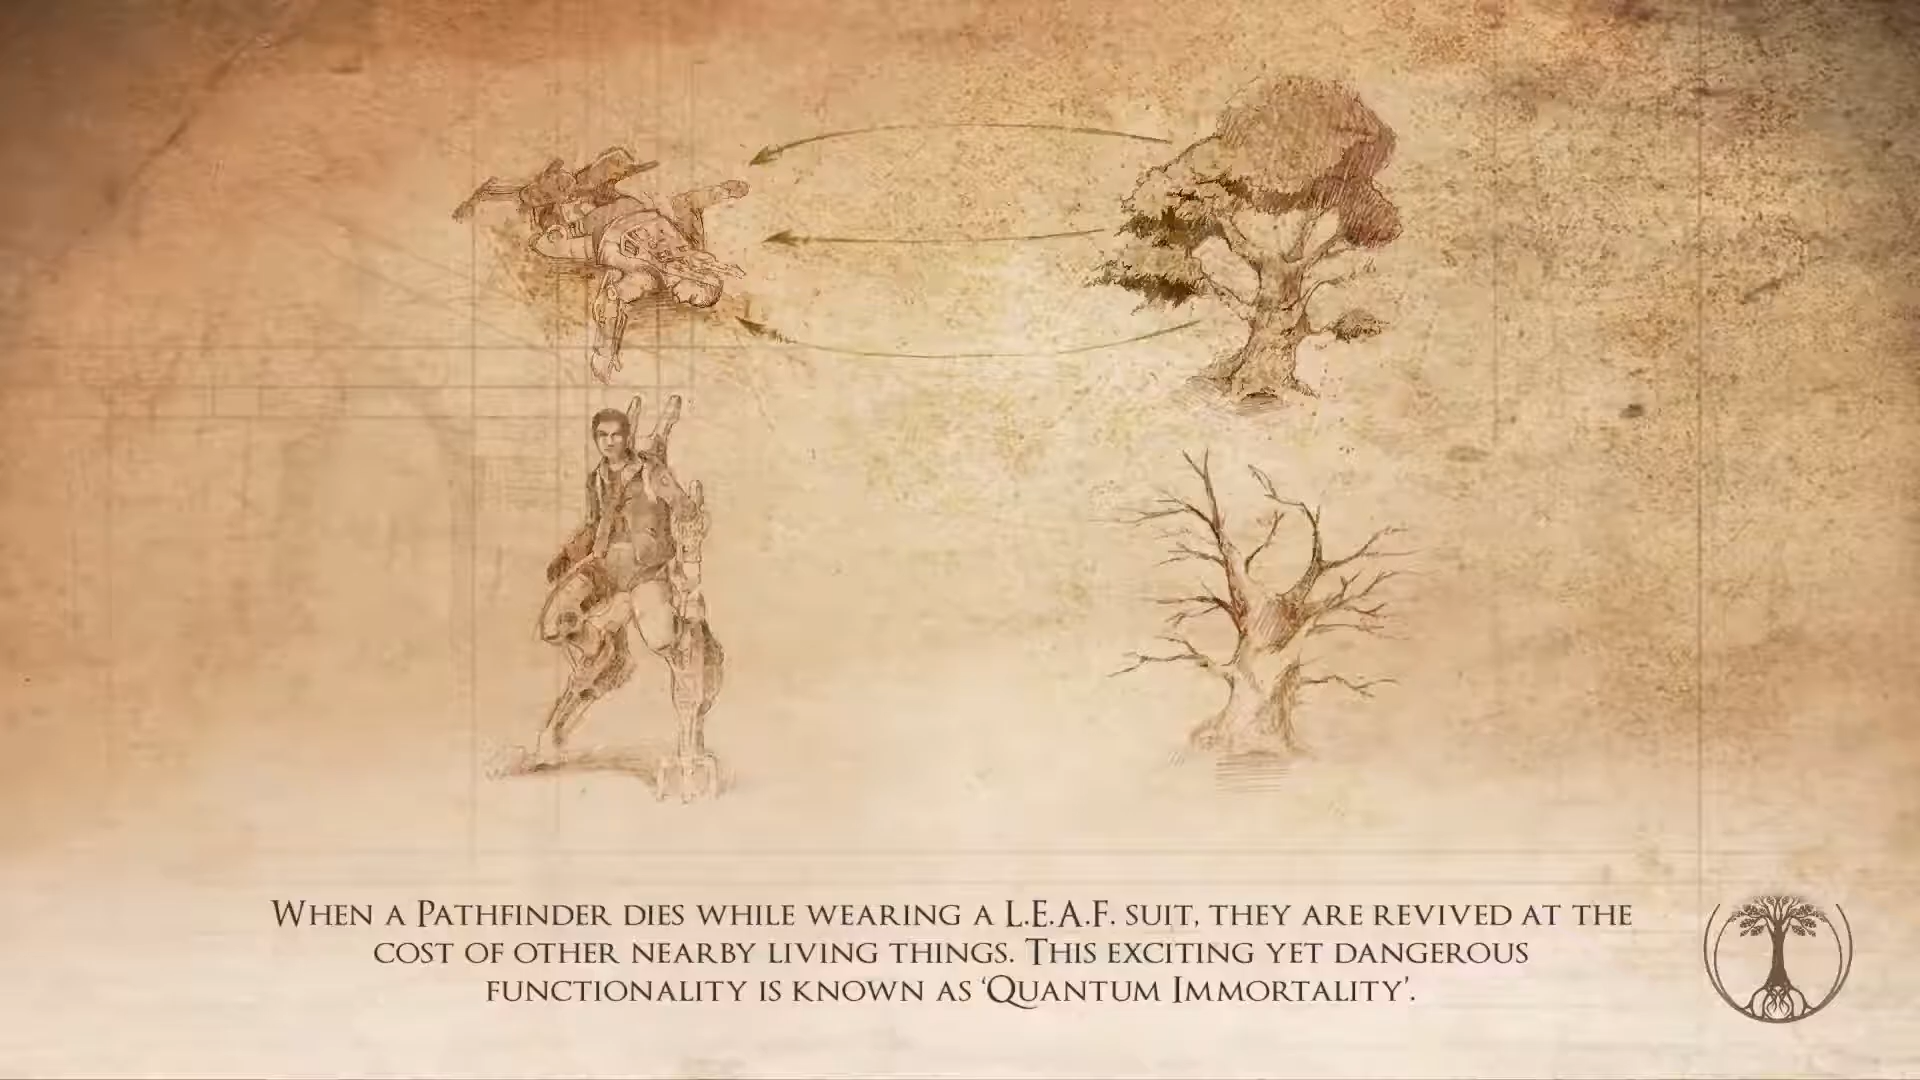 When a Pathfinder dies while wearing a L.E.A.F. suit, they are revived at the
cost of other nearby living things. This exciting yet dangerous
functionality is known as ‘Quantum Immortality’.